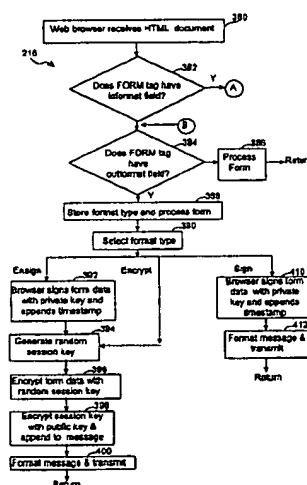 380
Web browser receives HTML document
216
382
Does FORM tag have
informat field?
Y
A
B
384
Does FORM tag
have
outformat field?
386
Process
Form
Return
Y
388
Store format type and process form
390
Select format type
Ensign
Encrypt
Sign
392
Browser signs form data
with private key and
appends timestamp
410
Browser signs form data
with private key and
appends timestamp
394
Generate random
session key
412
Format message &
transmit
Return
396
Encrypt form data with
random session key
398
Encrypt session key
with public key &
append to message
400
Format message & transmit
Return